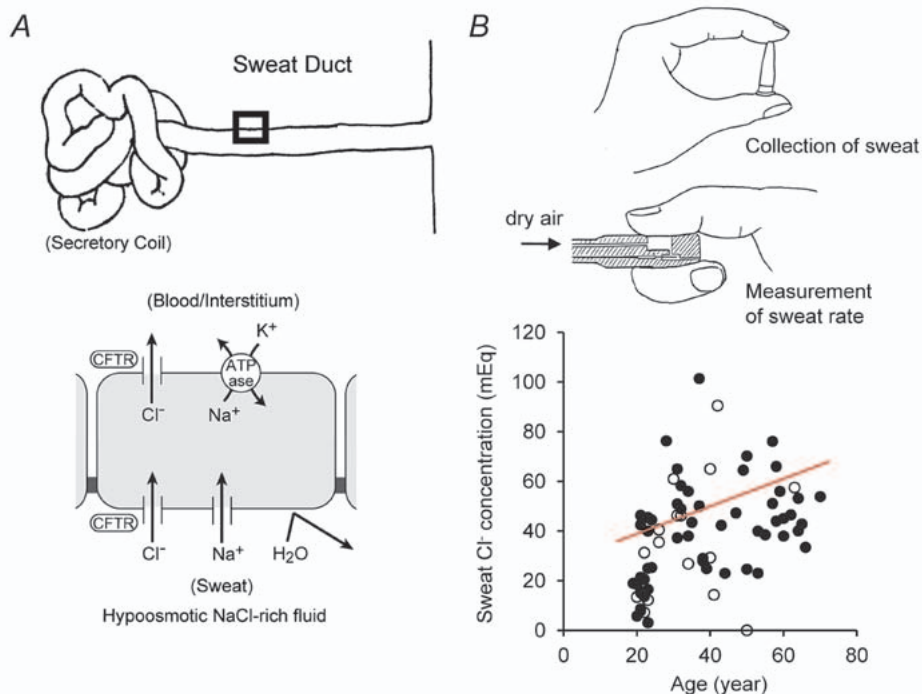 A
Sweat Duct
(Secretory Coil)
(Blood/Interstitium)
K⁺
CFTR
ATP
ase
Cl⁻
Na⁺
CFTR
Cl⁻
Na⁺
H2O
(Sweat)
Hypoosmotic NaCl-rich fluid
B
Collection of sweat
dry air
Measurement
of sweat rate
Sweat Cl⁻ concentration (mEq)
120
100
80
60
40
20
0
0 20 40 60 80
Age (year)